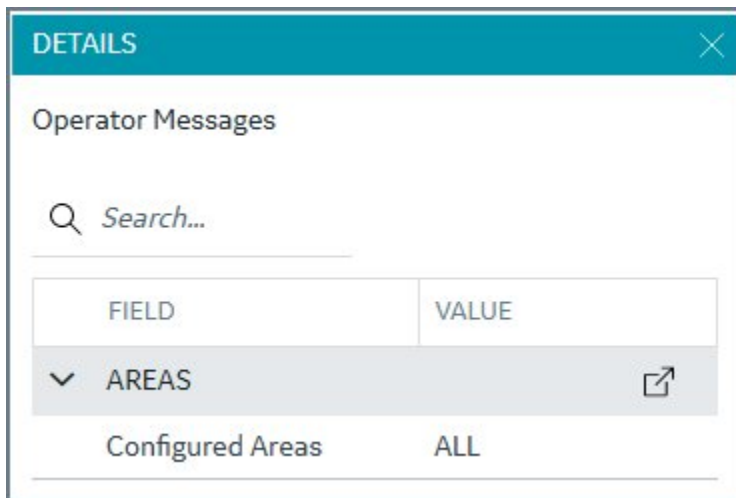 DETAILS
Operator Messages
Search...
FIELD VALUE
AREAS
Configured Areas ALL